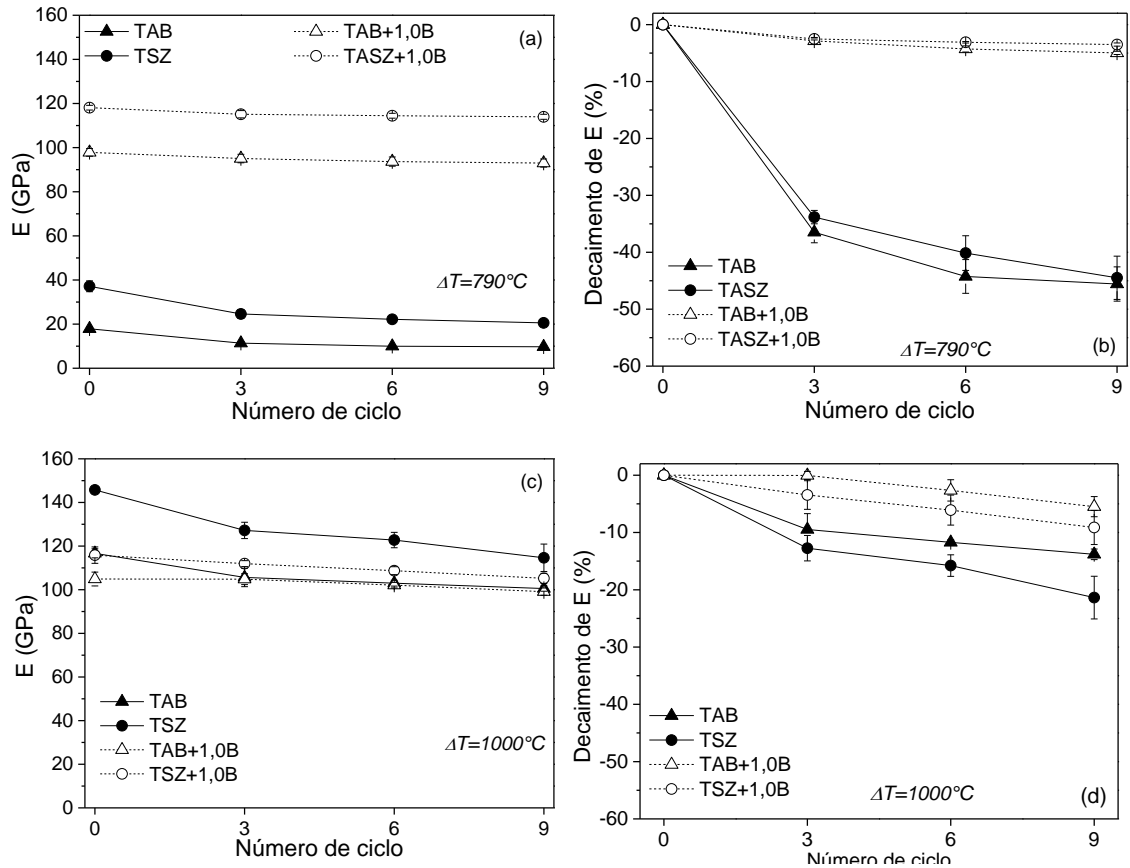 160
140
120
100
80
60
40
20
0
E (GPa)
TAB
TSZ
TAB+1,0B
TASZ+1,0B
(a)
ΔT=790°C
0 3 6 9
Número de ciclo
0
-10
-20
-30
-40
-50
-60
Decaimento de E (%)
TAB
TASZ
TAB+1,0B
TASZ+1,0B
ΔT=790°C
(b)
0 3 6 9
Número de ciclo
160
140
120
100
80
60
40
20
0
E (GPa)
(c)
TAB
TSZ
TAB+1,0B
TSZ+1,0B
ΔT=1000°C
0 3 6 9
Número de ciclo
0
-10
-20
-30
-40
-50
-60
Decaimento de E (%)
TAB
TSZ
TAB+1,0B
TSZ+1,0B
ΔT=1000°C
(d)
0 3 6 9
Número de ciclo